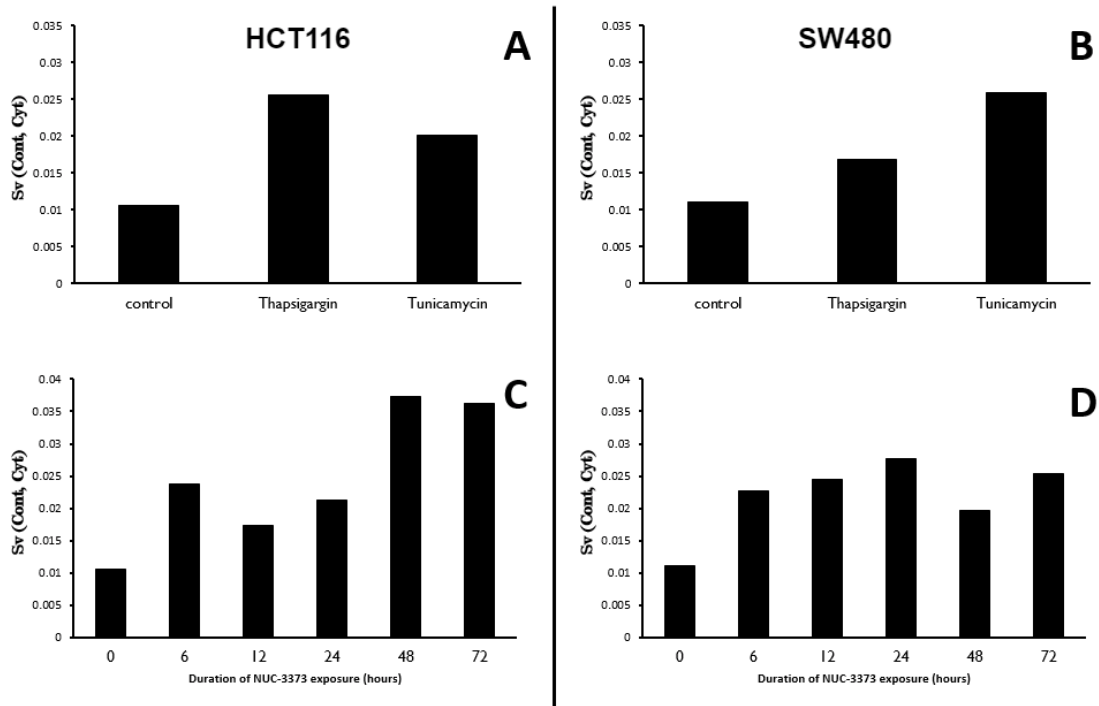 HCT116
A
Sv (Cont, Cyt)
0.035
0.03
0.025
0.02
0.015
0.01
0.005
0
control Thapsigargin Tunicamycin
SW480
B
Sv (Cont, Cyt)
0.035
0.03
0.025
0.02
0.015
0.01
0.005
0
control Thapsigargin Tunicamycin
C
Sv (Cont, Cyt)
0.04
0.035
0.03
0.025
0.02
0.015
0.01
0.005
0
0 6 12 24 48 72
Duration of NUC-3373 exposure (hours)
D
Sv (Cont, Cyt)
0.04
0.035
0.03
0.025
0.02
0.015
0.01
0.005
0
0 6 12 24 48 72
Duration of NUC-3373 exposure (hours)